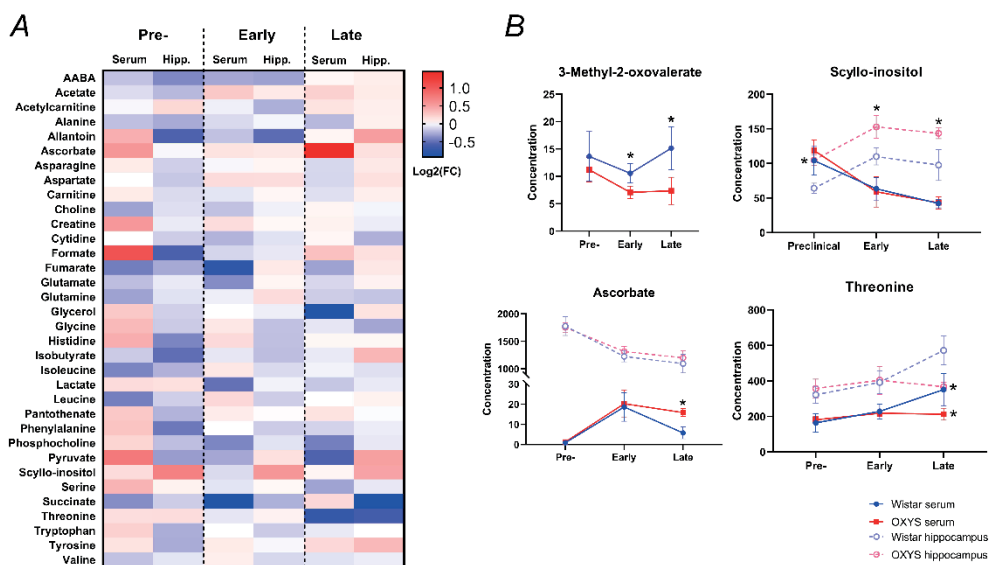 A
Pre-
Early
Late
Serum Hipp. Serum Hipp. Serum Hipp.
AABA
Acetate
Acetylcarnitine
Alanine
Allantoin
Ascorbate
Asparagine
Aspartate
Carnitine
Choline
Creatine
Cytidine
Formate
Fumarate
Glutamate
Glutamine
Glycerol
Glycine
Histidine
Isobutyrate
Isoleucine
Lactate
Leucine
Pantothenate
Phenylalanine
Phosphocholine
Pyruvate
Scyllo-inositol
Serine
Succinate
Threonine
Tryptophan
Tyrosine
Valine
1.0
0.5
0
-0.5
Log2(FC)
B
3-Methyl-2-oxovalerate
Concentration
25
20
15
10
5
0
*
*
Pre- Early Late
Scyllo-inositol
Concentration
200
150
100
50
0
*
*
*
Preclinical Early Late
Ascorbate
Concentration
2000
1000
30
20
10
0
*
Pre- Early Late
Threonine
Concentration
800
600
400
200
0
*
*
Pre- Early Late
Wistar serum
OXYS serum
Wistar hippocampus
OXYS hippocampus